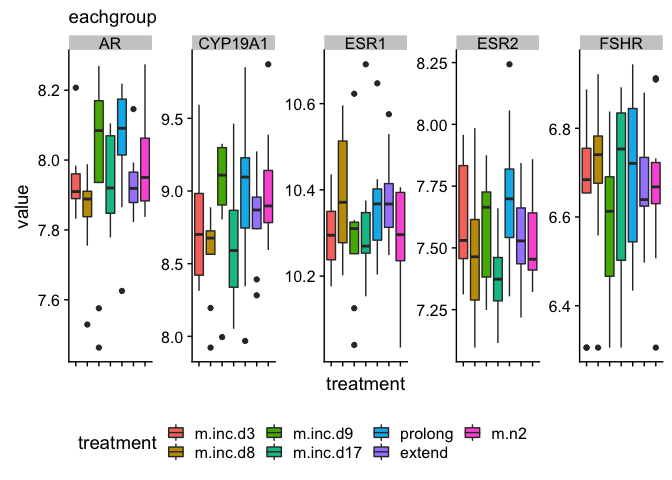 eachgroup
AR CYP19A1 ESR1 ESR2 FSHR
value
8.2
8.0
7.8
7.6
9.5
9.0
8.5
8.0
10.6
10.4
10.2
8.25
8.00
7.75
7.50
7.25
6.8
6.6
6.4
treatment
treatment
m.inc.d3 m.inc.d9 prolong m.n2
m.inc.d8 m.inc.d17 extend